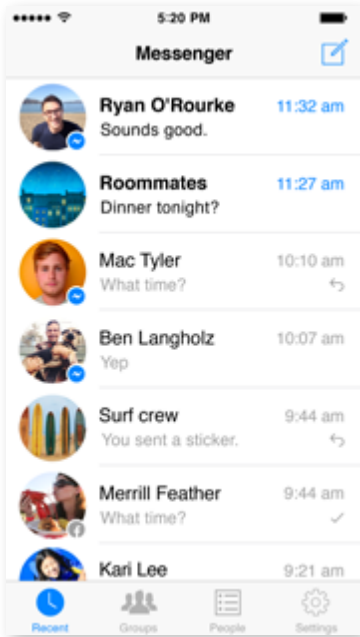 5:20 PM
Messenger
Ryan O'Rourke 11:32 am
Sounds good.
Roommates 11:27 am
Dinner tonight?
Mac Tyler 10:10 am
What time?
Ben Langholz 10:07 am
Yep
Surf crew 9:44 am
You sent a sticker.
Merrill Feather 9:44 am
What time?
Kari Lee 9:21 am
Recent Groups People Settings